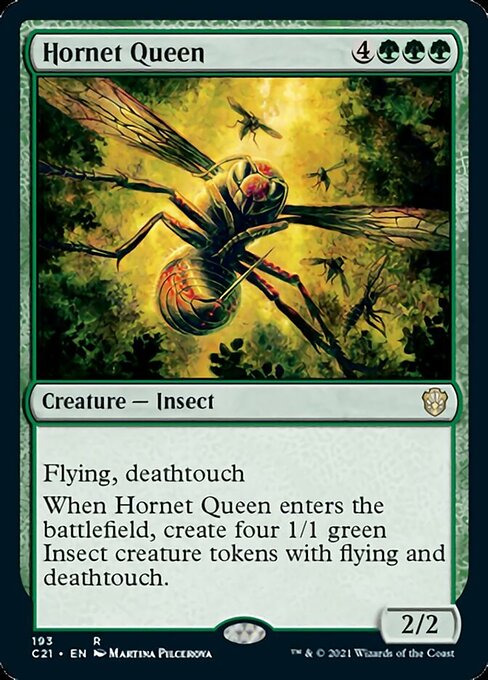 Hornet Queen 4
Creature — Insect
Flying, deathtouch
When Hornet Queen enters the
battlefield, create four 1/1 green
Insect creature tokens with flying and
deathtouch.
2/2
193 R
C21 • EN Martina Pilcerova
™ & © 2021 Wizards of the Coast